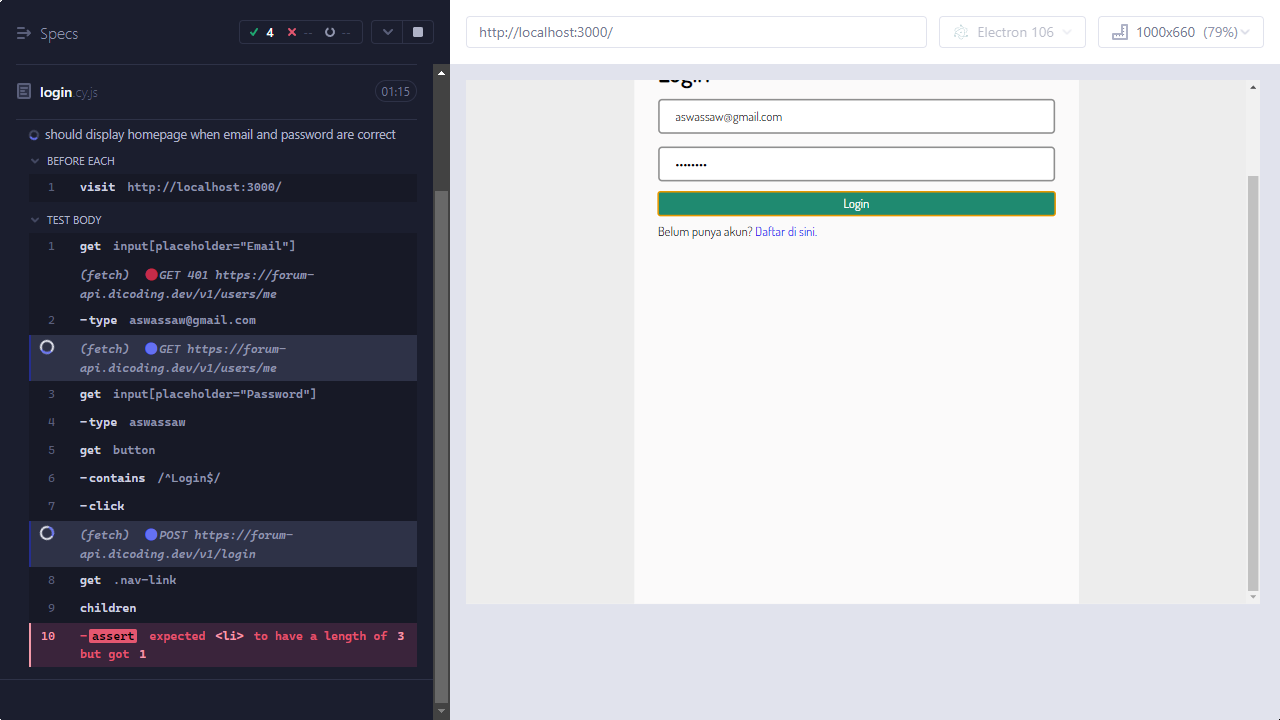 Specs
4 -- --
login.cy.js 01:15
should display homepage when email and password are correct
BEFORE EACH
1 visit http://localhost:3000/
TEST BODY
1 get input[placeholder="Email"]
(fetch) GET 401 https://forum-
api.dicoding.dev/v1/users/me
2 -type aswassaw@gmail.com
(fetch) GET https://forum-
api.dicoding.dev/v1/users/me
3 get input[placeholder="Password"]
4 -type aswassaw
5 get button
6 -contains /^Login$/
7 -click
(fetch) POST https://forum-
api.dicoding.dev/v1/login
8 get .nav-link
9 children
10 -assert expected <li> to have a length of 3
but got 1
http://localhost:3000/
Electron 106
1000x660 (79%)
Login
aswassaw@gmail.com
••••••••
Login
Belum punya akun? Daftar di sini.